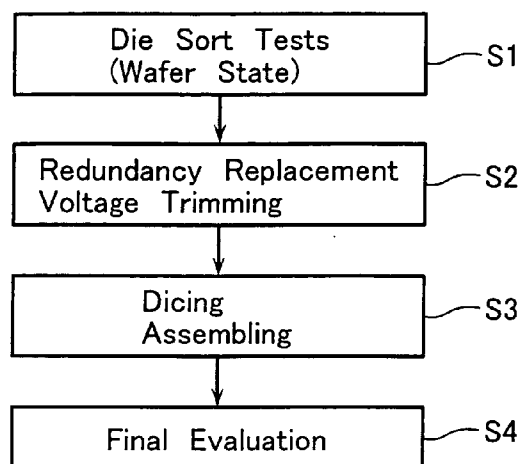 Die Sort Tests
(Wafer State)
S1
Redundancy Replacement
Voltage Trimming
S2
Dicing
Assembling
S3
Final Evaluation
S4